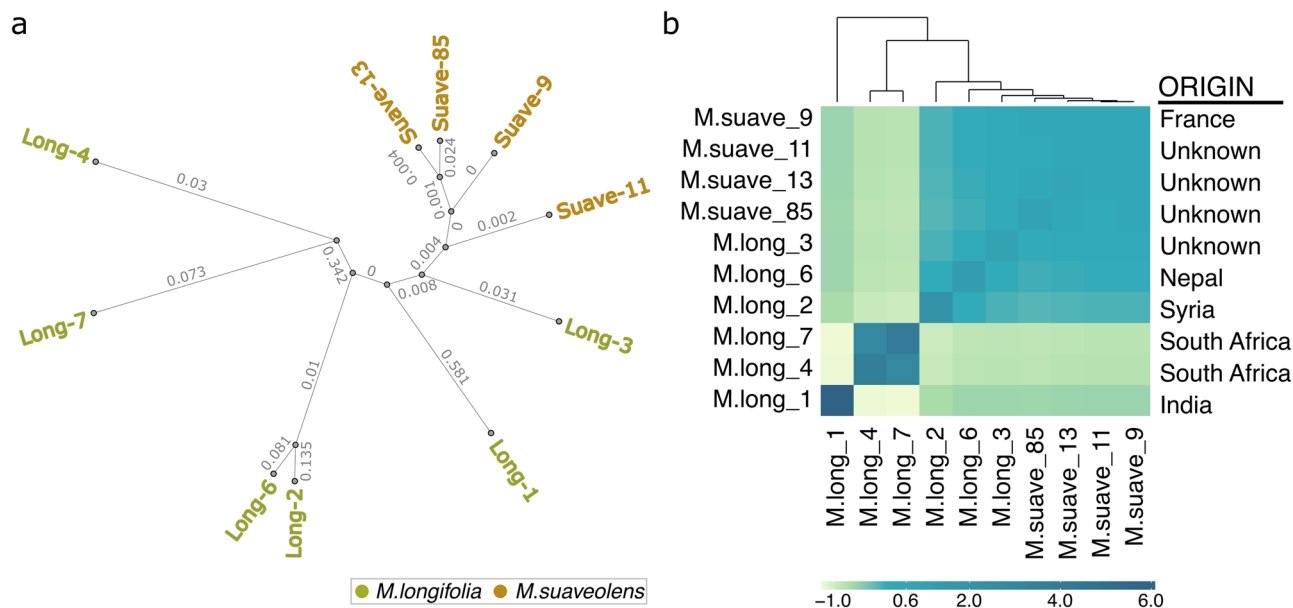 a
Suave-13
Suave-85
Suave-9
Suave-11
Long-4
Long-7
Long-3
Long-1
Long-6
Long-2
0.03
0.073
0.342
0
0.01
0.081
0.135
0.004
0.024
0.001
0
0
0.002
0.004
0.008
0.031
0.581
M.longifolia M.suaveolens
b
ORIGIN
M.suave_9 France
M.suave_11 Unknown
M.suave_13 Unknown
M.suave_85 Unknown
M.long_3 Unknown
M.long_6 Nepal
M.long_2 Syria
M.long_7 South Africa
M.long_4 South Africa
M.long_1 India
M.long_1
M.long_4
M.long_7
M.long_2
M.long_6
M.long_3
M.suave_85
M.suave_13
M.suave_11
M.suave_9
−1.0 0.6 2.0 4.0 6.0